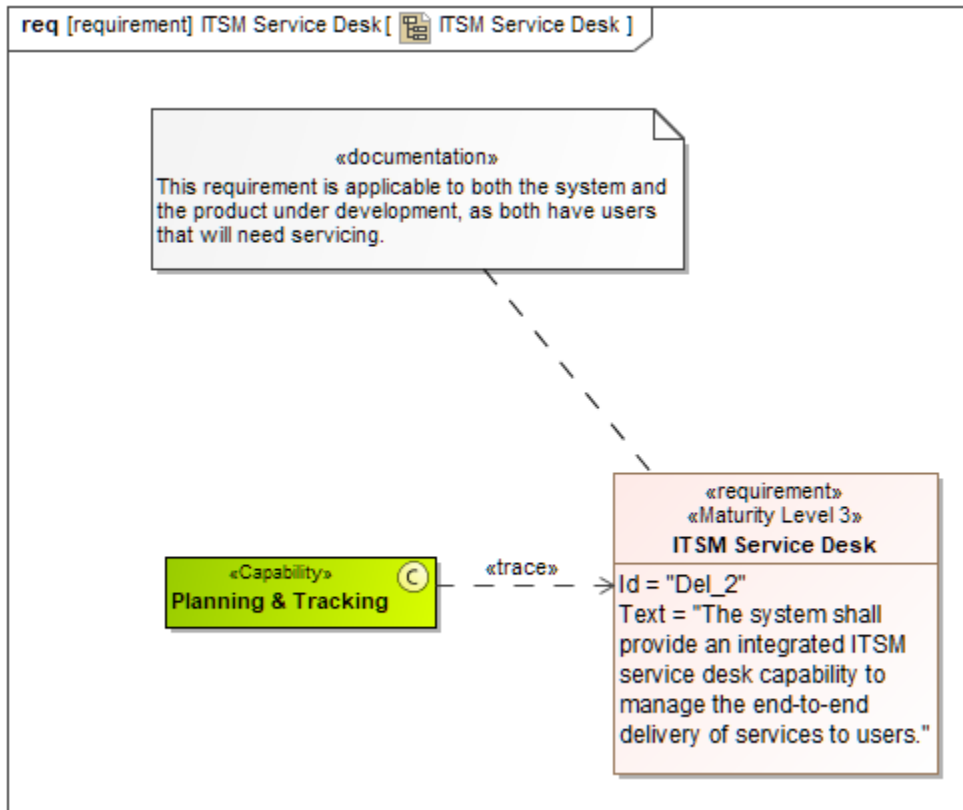 req [requirement] ITSM Service Desk [ ITSM Service Desk ]
«documentation»
This requirement is applicable to both the system and
the product under development, as both have users
that will need servicing.
«requirement»
«Maturity Level 3»
ITSM Service Desk
Id = "Del_2"
Text = "The system shall
provide an integrated ITSM
service desk capability to
manage the end-to-end
delivery of services to users."
«Capability»
C
Planning & Tracking
«trace»